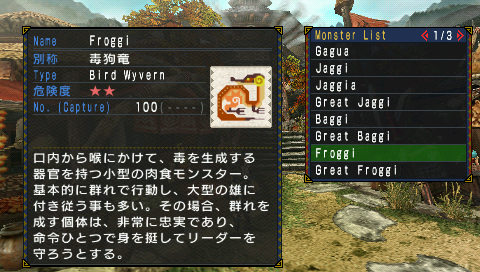 Name Froggi
別称 毒狗竜
Type Bird Wyvern
危険度 ★★
No. (Capture) 100(----)
口内から喉にかけて、毒を生成する
器官を持つ小型の肉食モンスター。
基本的に群れで行動し、大型の雄に
付き従う事も多い。その場合、群れを
成す個体は、非常に忠実であり、
命令ひとつで身を挺してリーダーを
守ろうとする。
Monster List 1/3
Gagua
Jaggi
Jaggia
Great Jaggi
Baggi
Great Baggi
Froggi
Great Froggi